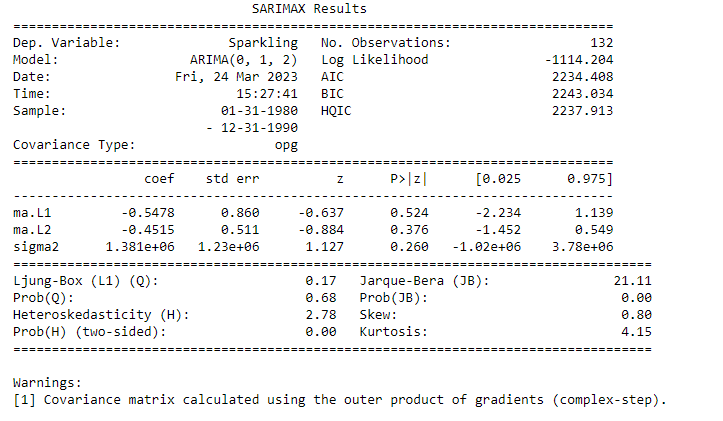 SARIMAX Results
==============================================================================
Dep. Variable: Sparkling No. Observations: 132
Model: ARIMA(0, 1, 2) Log Likelihood -1114.204
Date: Fri, 24 Mar 2023 AIC 2234.408
Time: 15:27:41 BIC 2243.034
Sample: 01-31-1980 HQIC 2237.913
- 12-31-1990
Covariance Type: opg
==============================================================================
coef std err z P>|z| [0.025 0.975]
------------------------------------------------------------------------------
ma.L1 -0.5478 0.860 -0.637 0.524 -2.234 1.139
ma.L2 -0.4515 0.511 -0.884 0.376 -1.452 0.549
sigma2 1.381e+06 1.23e+06 1.127 0.260 -1.02e+06 3.78e+06
===================================================================================
Ljung-Box (L1) (Q): 0.17 Jarque-Bera (JB): 21.11
Prob(Q): 0.68 Prob(JB): 0.00
Heteroskedasticity (H): 2.78 Skew: 0.80
Prob(H) (two-sided): 0.00 Kurtosis: 4.15
===================================================================================
Warnings:
[1] Covariance matrix calculated using the outer product of gradients (complex-step).